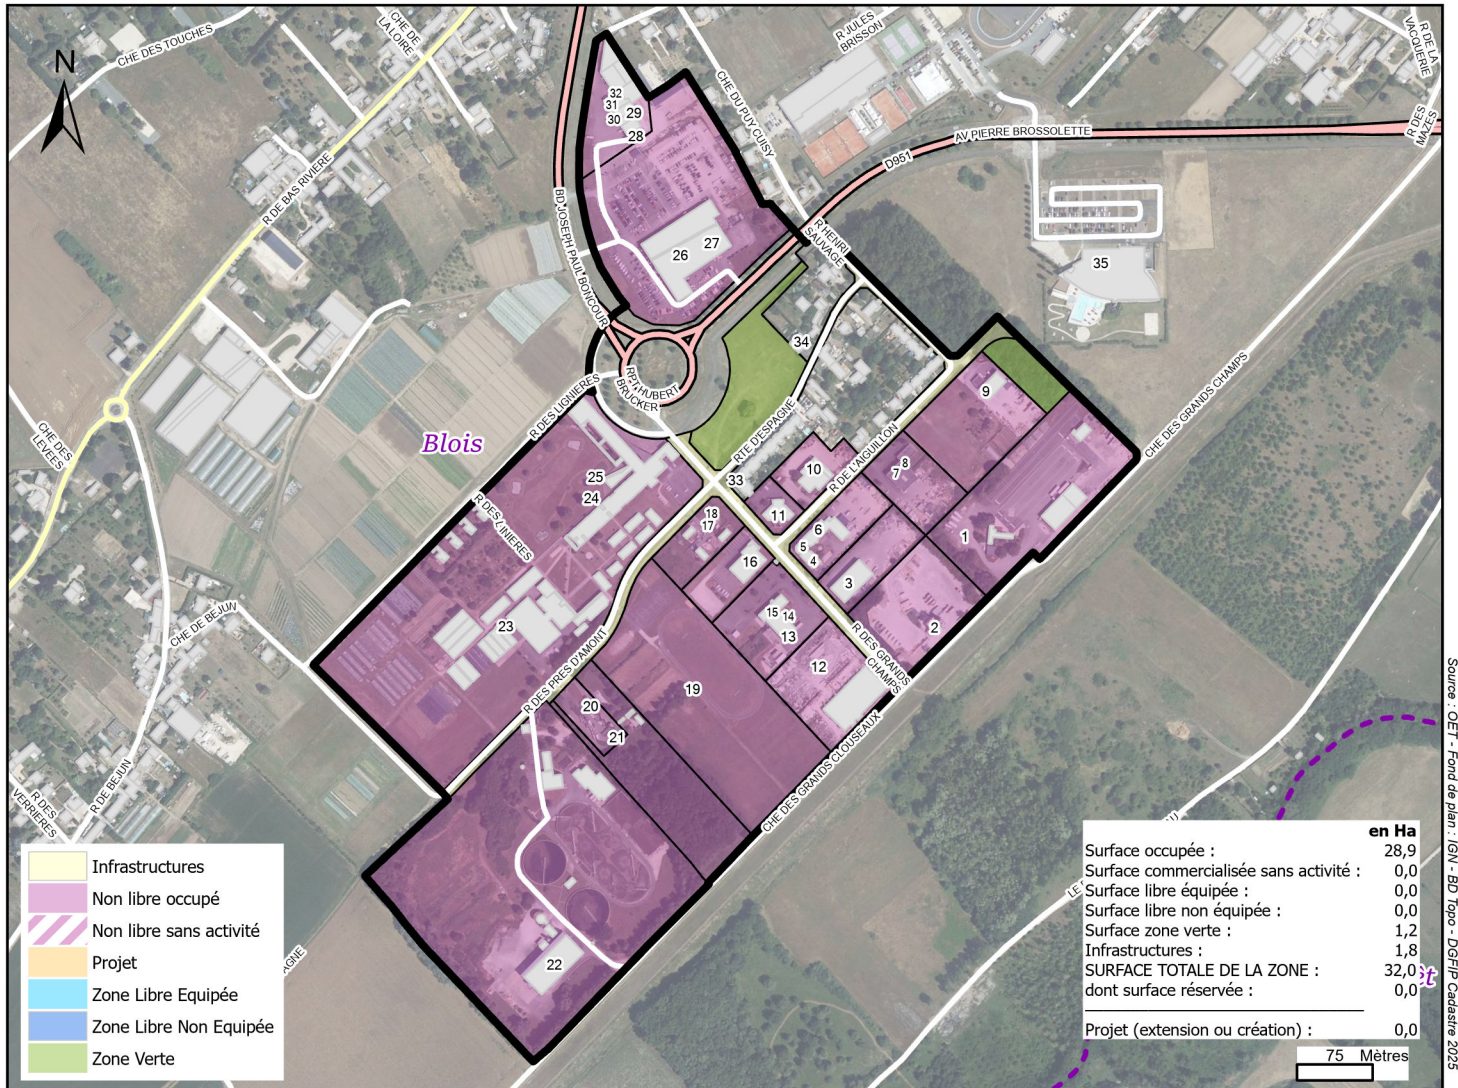 N
CHE DES TOUCHES
CHE DE
LALOIRE
R JULES
BRISSON
R DE LA
VACQUERIE
R DES
MAZES
CHE DU PUY CUISY
AV PIERRE BROSSOLETTE
D951
R DE BAS RIVIERE
BD JOSEPH PAUL BONCOUR
R HENRI
SAUVAGE
32
31
30
29
28
27
26
35
34
RPT HUBERT
BRUCKER
R DES LIGNIERES
Blois
RTE D'ESPAGNE
R DE L'AIGUILLON
CHE DES GRANDS CHAMPS
CHE DES
LEVEES
R DES LINIERES
9
8
7
10
33
11
25
24
18
17
6
5
4
16
3
1
2
15
14
13
12
23
19
20
21
22
CHE DE BEJUN
R DE BEJUN
R DES
VERRIERES
R DES PRES D'AMONT
R DES GRANDS
CHAMPS
CHE DES GRANDS CLOUSEAUX
AGNE
Infrastructures
Non libre occupé
Non libre sans activité
Projet
Zone Libre Equipée
Zone Libre Non Equipée
Zone Verte
en Ha
Surface occupée : 28,9
Surface commercialisée sans activité : 0,0
Surface libre équipée : 0,0
Surface libre non équipée : 0,0
Surface zone verte : 1,2
Infrastructures : 1,8
SURFACE TOTALE DE LA ZONE : 32,0
dont surface réservée : 0,0
Projet (extension ou création) : 0,0
75 Mètres
Source : OET - Fond de plan : IGN - BD Topo - DGFIP Cadastre 2025